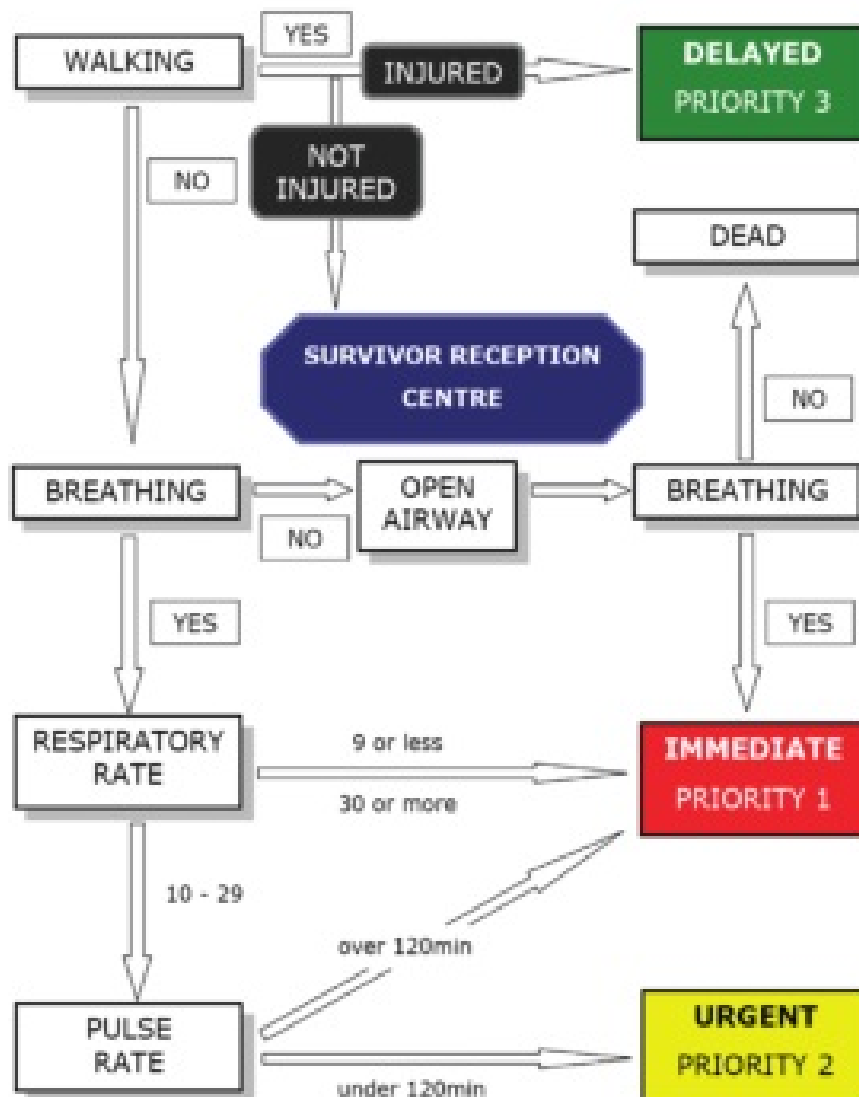 YES
WALKING
INJURED
DELAYED
PRIORITY 3
NO
NOT
INJURED
DEAD
SURVIVOR RECEPTION
CENTRE
NO
BREATHING
OPEN
AIRWAY
BREATHING
NO
YES
YES
RESPIRATORY
RATE
9 or less
30 or more
IMMEDIATE
PRIORITY 1
10 - 29
over 120min
PULSE
RATE
under 120min
URGENT
PRIORITY 2